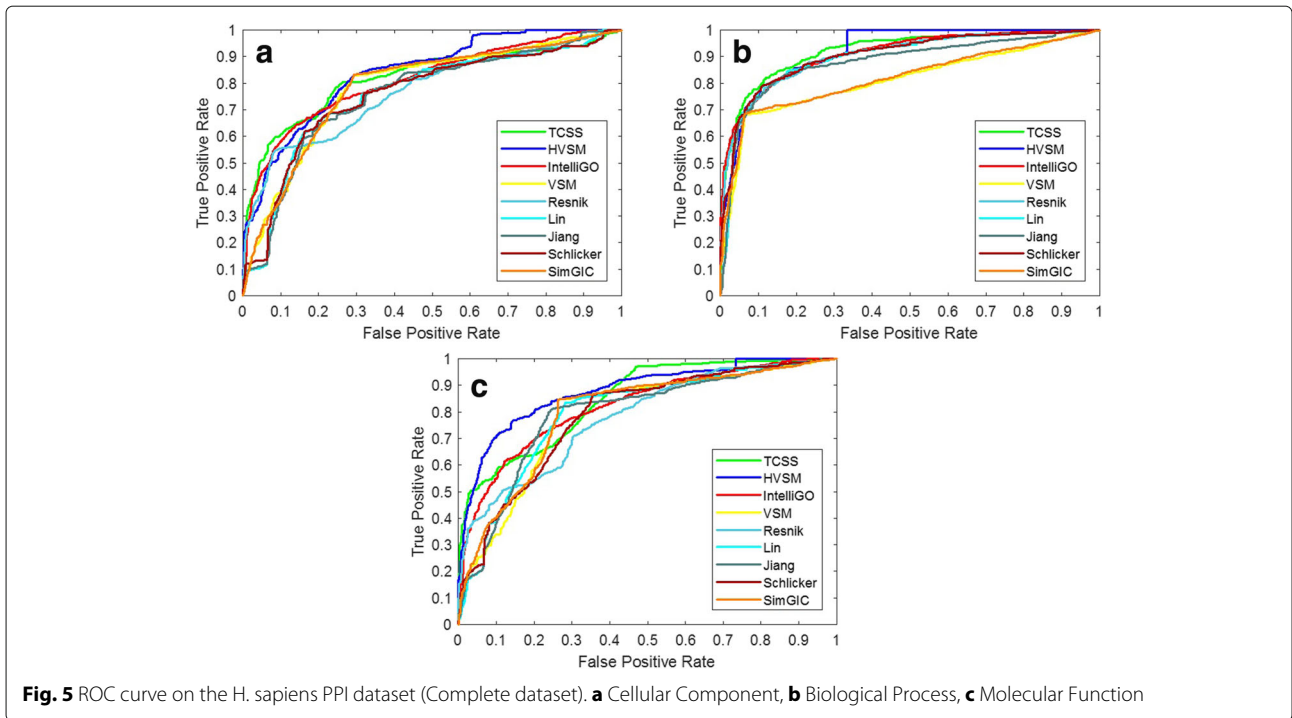 a
True Positive Rate
1
0.9
0.8
0.7
0.6
0.5
0.4
0.3
0.2
0.1
0
0 0.1 0.2 0.3 0.4 0.5 0.6 0.7 0.8 0.9 1
False Positive Rate
TCSS
HVSM
IntelliGO
VSM
Resnik
Lin
Jiang
Schlicker
SimGIC
b
True Positive Rate
1
0.9
0.8
0.7
0.6
0.5
0.4
0.3
0.2
0.1
0
0 0.1 0.2 0.3 0.4 0.5 0.6 0.7 0.8 0.9 1
False Positive Rate
TCSS
HVSM
IntelliGO
VSM
Resnik
Lin
Jiang
Schlicker
SimGIC
c
True Positive Rate
1
0.9
0.8
0.7
0.6
0.5
0.4
0.3
0.2
0.1
0
0 0.1 0.2 0.3 0.4 0.5 0.6 0.7 0.8 0.9 1
False Positive Rate
TCSS
HVSM
IntelliGO
VSM
Resnik
Lin
Jiang
Schlicker
SimGIC
Fig. 5 ROC curve on the H. sapiens PPI dataset (Complete dataset). a Cellular Component, b Biological Process, c Molecular Function